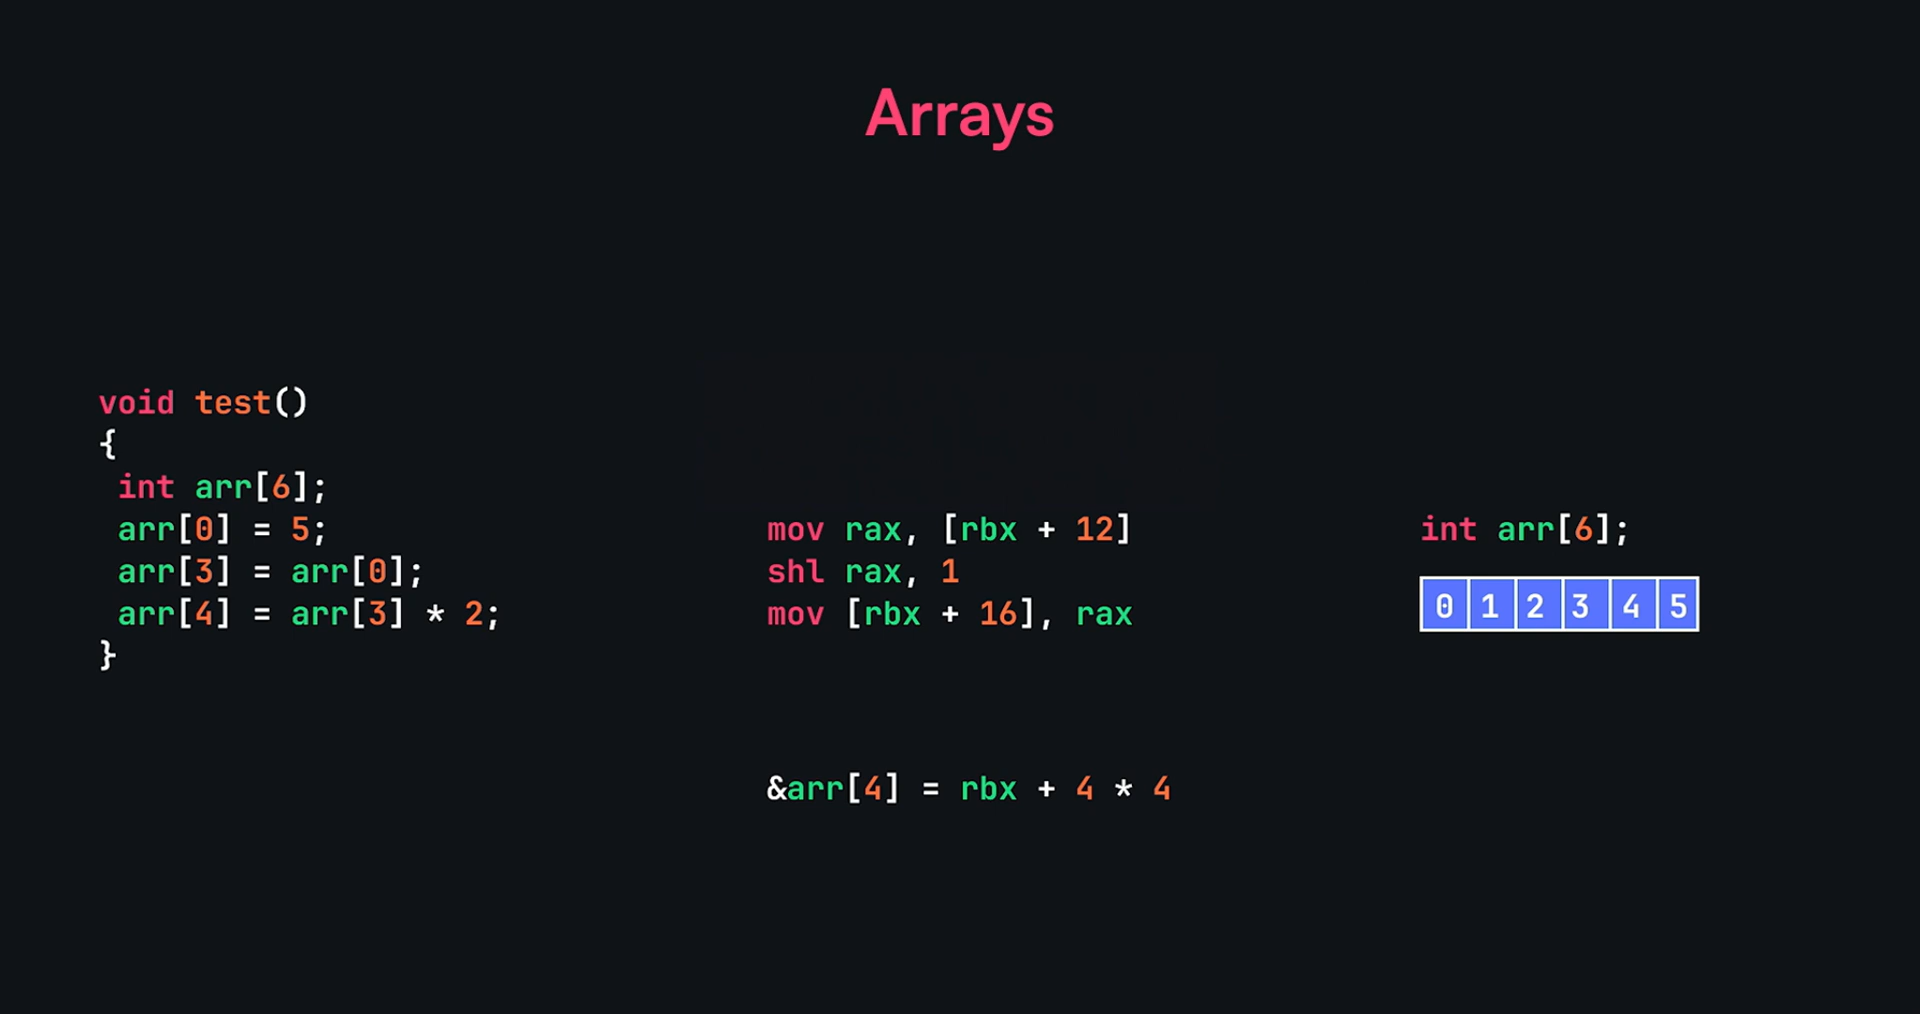 Arrays
void test()
{
int arr[6];
arr[0] = 5;
arr[3] = arr[0];
arr[4] = arr[3] * 2;
}
mov rax, [rbx + 12]
shl rax, 1
mov [rbx + 16], rax
&arr[4] = rbx + 4 * 4
int arr[6];
0 1 2 3 4 5